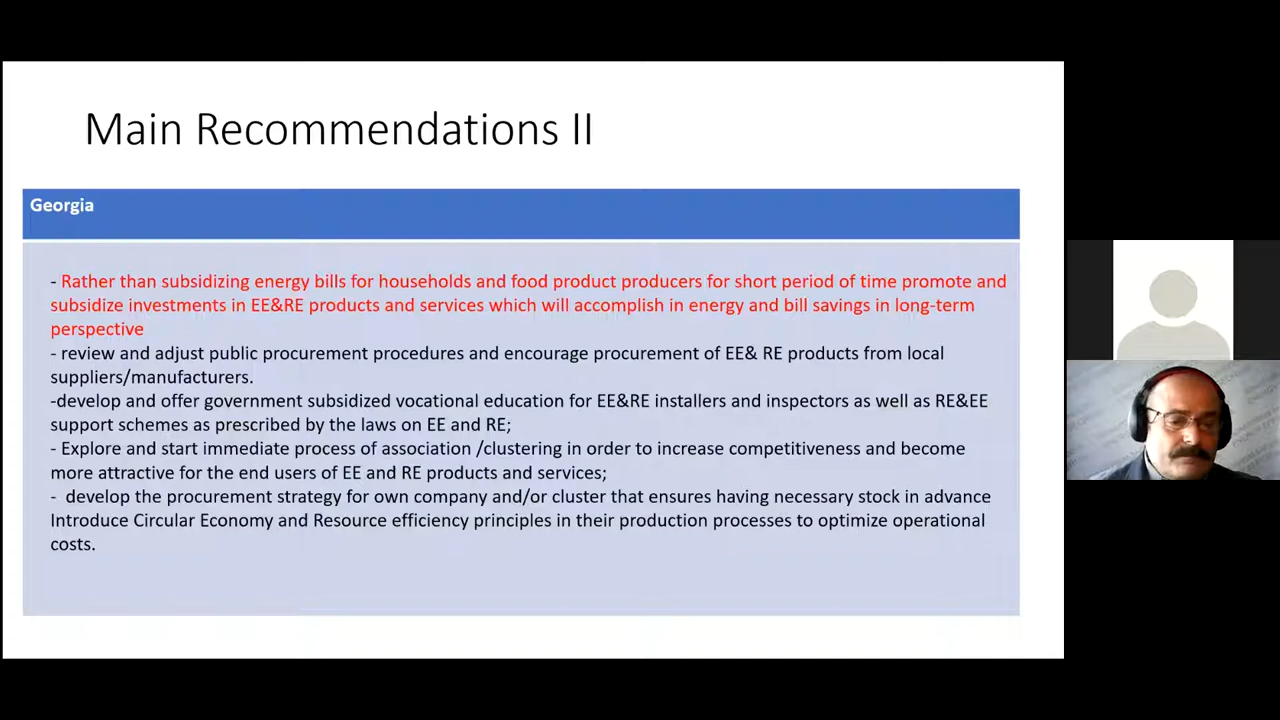 Main Recommendations II
Georgia
- Rather than subsidizing energy bills for households and food product producers for short period of time promote and
subsidize investments in EE&RE products and services which will accomplish in energy and bill savings in long-term
perspective
- review and adjust public procurement procedures and encourage procurement of EE& RE products from local
suppliers/manufacturers.
-develop and offer government subsidized vocational education for EE&RE installers and inspectors as well as RE&EE
support schemes as prescribed by the laws on EE and RE;
- Explore and start immediate process of association /clustering in order to increase competitiveness and become
more attractive for the end users of EE and RE products and services;
-  develop the procurement strategy for own company and/or cluster that ensures having necessary stock in advance
Introduce Circular Economy and Resource efficiency principles in their production processes to optimize operational
costs.